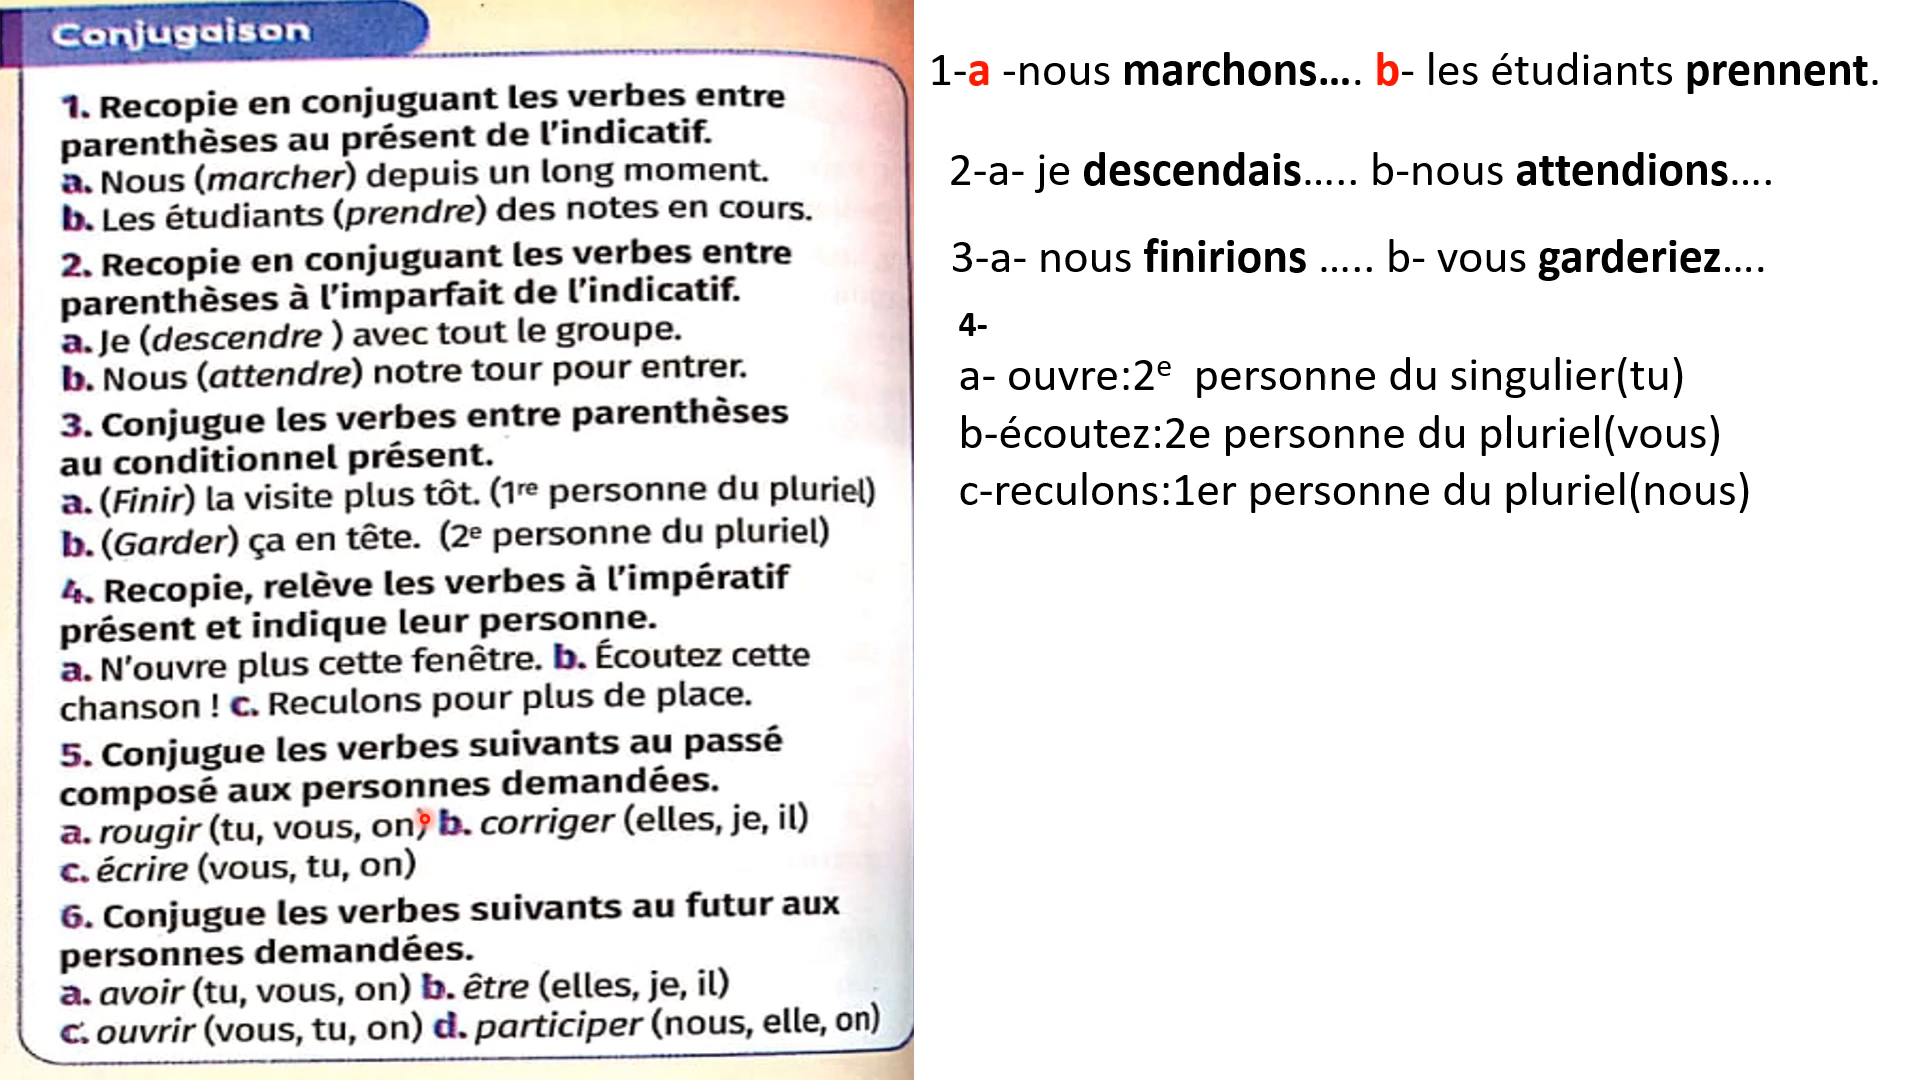 Conjugaison
1. Recopie en conjuguant les verbes entre
parenthèses au présent de l'indicatif.
a. Nous (marcher) depuis un long moment.
b. Les étudiants (prendre) des notes en cours.
2. Recopie en conjuguant les verbes entre
parenthèses à l'imparfait de l'indicatif.
a. Je (descendre ) avec tout le groupe.
b. Nous (attendre) notre tour pour entrer.
3. Conjugue les verbes entre parenthèses
au conditionnel présent.
a. (Finir) la visite plus tôt. (1re personne du pluriel)
b. (Garder) ça en tête. (2e personne du pluriel)
4. Recopie, relève les verbes à l'impératif
présent et indique leur personne.
a. N'ouvre plus cette fenêtre. b. Écoutez cette
chanson ! c. Reculons pour plus de place.
5. Conjugue les verbes suivants au passé
composé aux personnes demandées.
a. rougir (tu, vous, on) b. corriger (elles, je, il)
c. écrire (vous, tu, on)
6. Conjugue les verbes suivants au futur aux
personnes demandées.
a. avoir (tu, vous, on) b. être (elles, je, il)
c. ouvrir (vous, tu, on) d. participer (nous, elle, on)
1-a -nous marchons…. b- les étudiants prennent.
2-a- je descendais….. b-nous attendions….
3-a- nous finirions ….. b- vous garderiez….
4-
a- ouvre:2e personne du singulier(tu)
b-écoutez:2e personne du pluriel(vous)
c-reculons:1er personne du pluriel(nous)